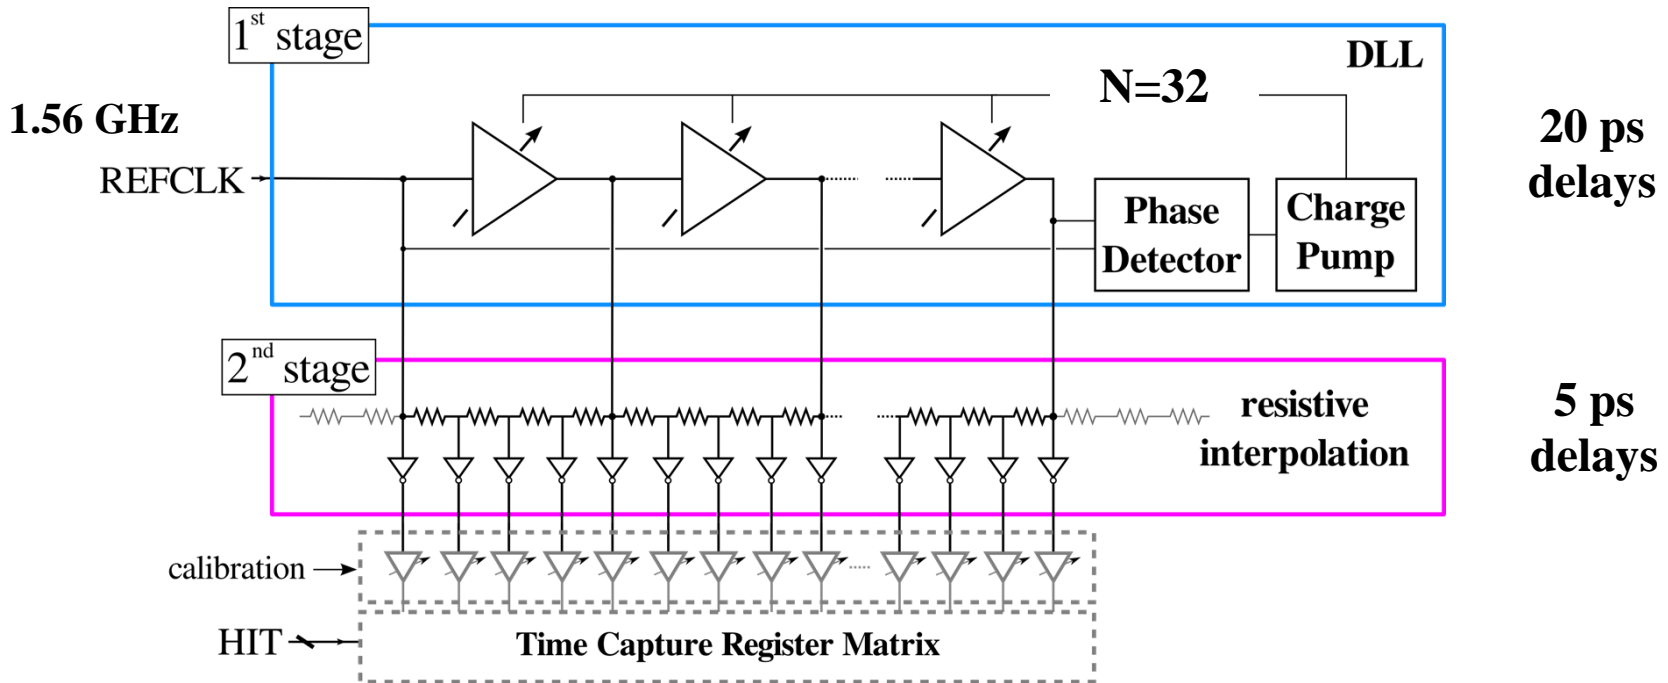 1st stage
DLL
N=32
1.56 GHz
REFCLK
Phase
Detector
Charge
Pump
20 ps
delays
2nd stage
resistive
interpolation
5 ps
delays
calibration
HIT
Time Capture Register Matrix